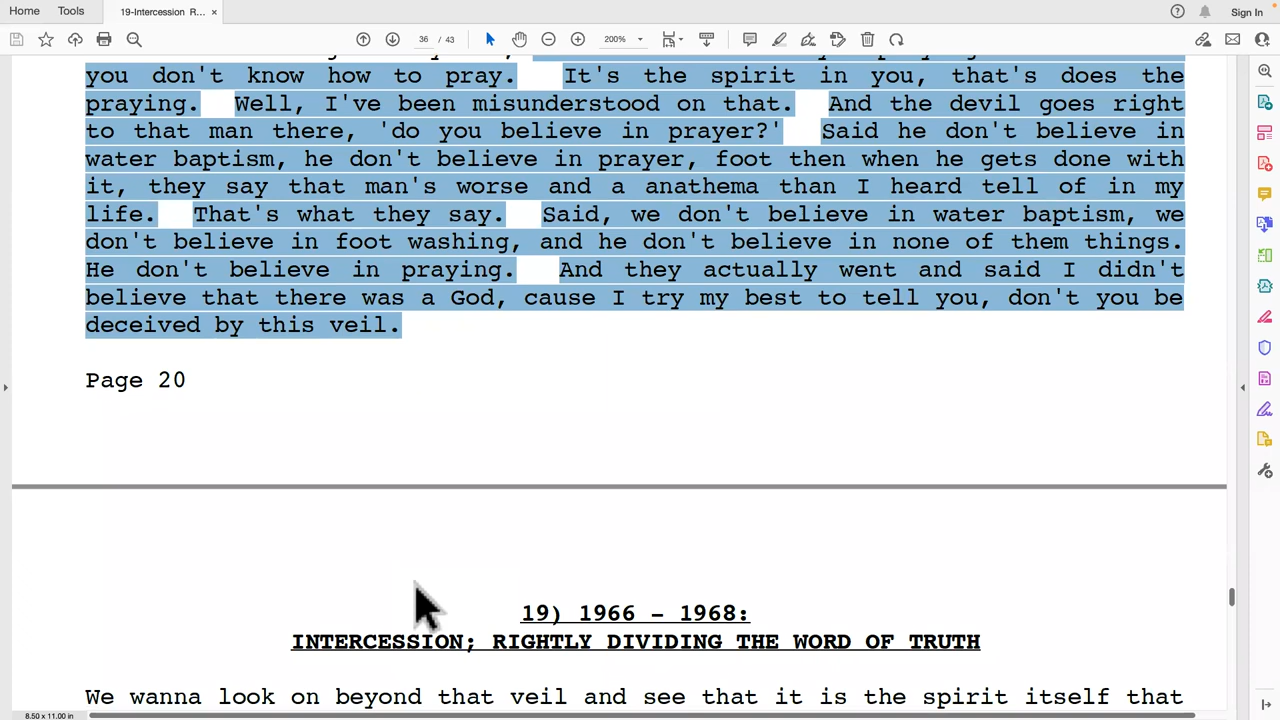 Home Tools 19-Intercession R... × Sign In
36 / 43 200%
you don't know how to pray. It's the spirit in you, that's does the
praying. Well, I've been misunderstood on that. And the devil goes right
to that man there, 'do you believe in prayer?' Said he don't believe in
water baptism, he don't believe in prayer, foot then when he gets done with
it, they say that man's worse and a anathema than I heard tell of in my
life. That's what they say. Said, we don't believe in water baptism, we
don't believe in foot washing, and he don't believe in none of them things.
He don't believe in praying. And they actually went and said I didn't
believe that there was a God, cause I try my best to tell you, don't you be
deceived by this veil.
Page 20
19) 1966 – 1968:
INTERCESSION; RIGHTLY DIVIDING THE WORD OF TRUTH
We wanna look on beyond that veil and see that it is the spirit itself that
8.50 x 11.00 in